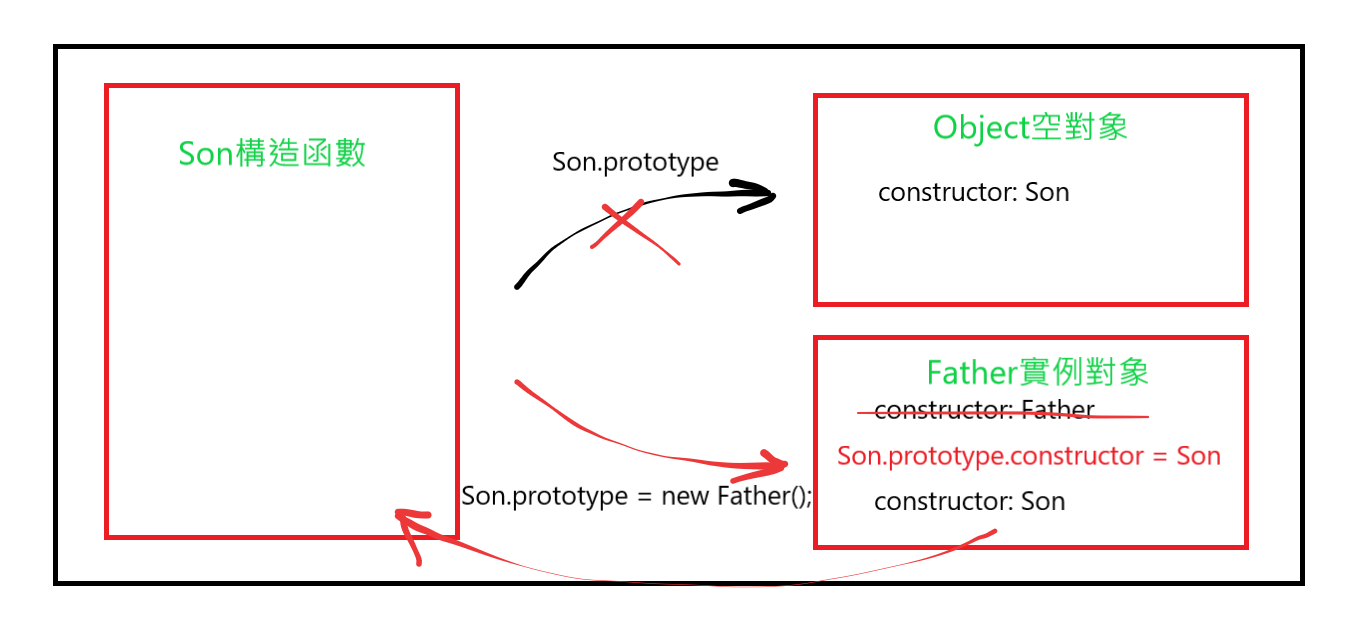 Son構造函數
Son.prototype
Object空對象
constructor: Son
Father實例對象
constructor: Father
Son.prototype.constructor = Son
constructor: Son
Son.prototype = new Father();